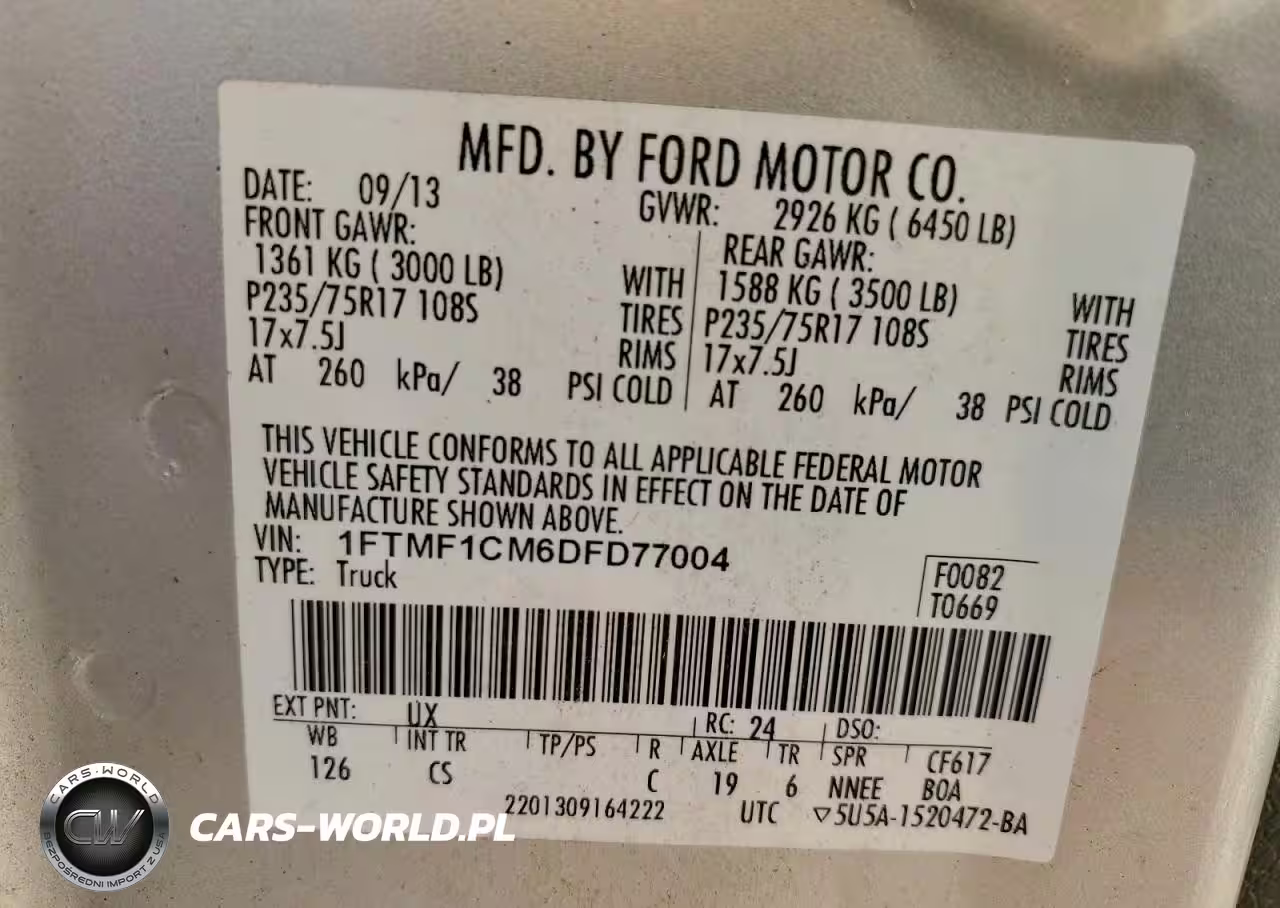 MFD. BY FORD MOTOR CO.
DATE: 09/13 GVWR: 2926 KG ( 6450 LB)
FRONT GAWR: REAR GAWR:
1361 KG ( 3000 LB) WITH 1588 KG ( 3500 LB) WITH
P235/75R17 108S TIRES P235/75R17 108S TIRES
17x7.5J RIMS 17x7.5J RIMS
AT 260 kPa/ 38 PSI COLD AT 260 kPa/ 38 PSI COLD
THIS VEHICLE CONFORMS TO ALL APPLICABLE FEDERAL MOTOR
VEHICLE SAFETY STANDARDS IN EFFECT ON THE DATE OF
MANUFACTURE SHOWN ABOVE.
VIN: 1FTMF1CM6DFD77004
TYPE: Truck
F0082
T0669
EXT PNT: UX RC: 24 DSO:
WB INT TR TP/PS R AXLE TR SPR CF617
126 CS C 19 6 NNEE BOA
2201309164222 UTC ▽5U5A-1520472-BA
CARS-WORLD
CW
BEZPOŚREDNI IMPORT Z USA
CARS-WORLD.PL